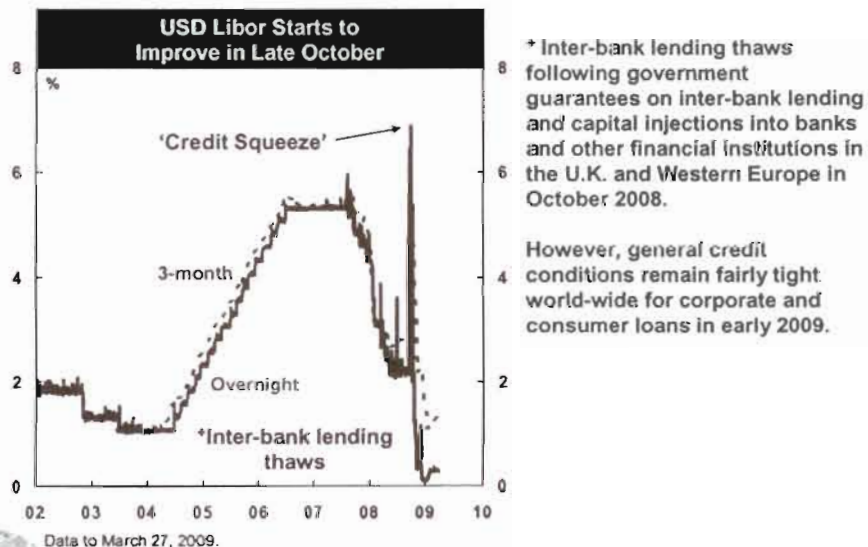 USD Libor Starts to
Improve in Late October
8
8
%
'Credit Squeeze'
6
6
3-month
4
4
2
2
Overnight
+Inter-bank lending
thaws
0
0
02 03 04 05 06 07 08 09 10
Data to March 27, 2009.
+ Inter-bank lending thaws
following government
guarantees on inter-bank lending
and capital injections into banks
and other financial institutions in
the U.K. and Western Europe in
October 2008.
However, general credit
conditions remain fairly tight
world-wide for corporate and
consumer loans in early 2009.